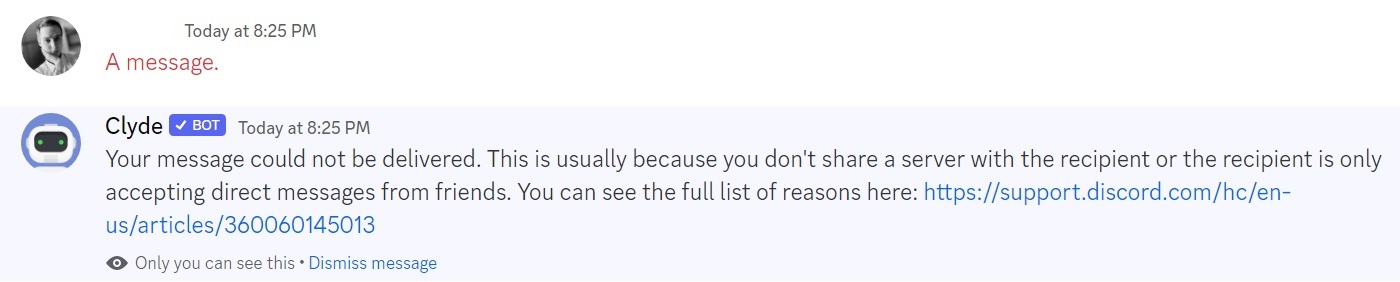 Today at 8:25 PM
A message.
Clyde ✓ BOT Today at 8:25 PM
Your message could not be delivered. This is usually because you don't share a server with the recipient or the recipient is only
accepting direct messages from friends. You can see the full list of reasons here: https://support.discord.com/hc/en-
us/articles/360060145013
Only you can see this • Dismiss message